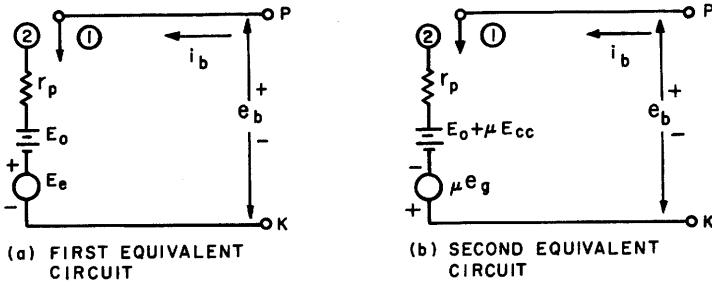 P
② ①
i_b
r_p
+
e_b
E_o
-
+
E_e
-
K
(a) FIRST EQUIVALENT
CIRCUIT
P
② ①
i_b
r_p
+
e_b
E_o+μE_cc
-
-
μe_g
+
K
(b) SECOND EQUIVALENT
CIRCUIT